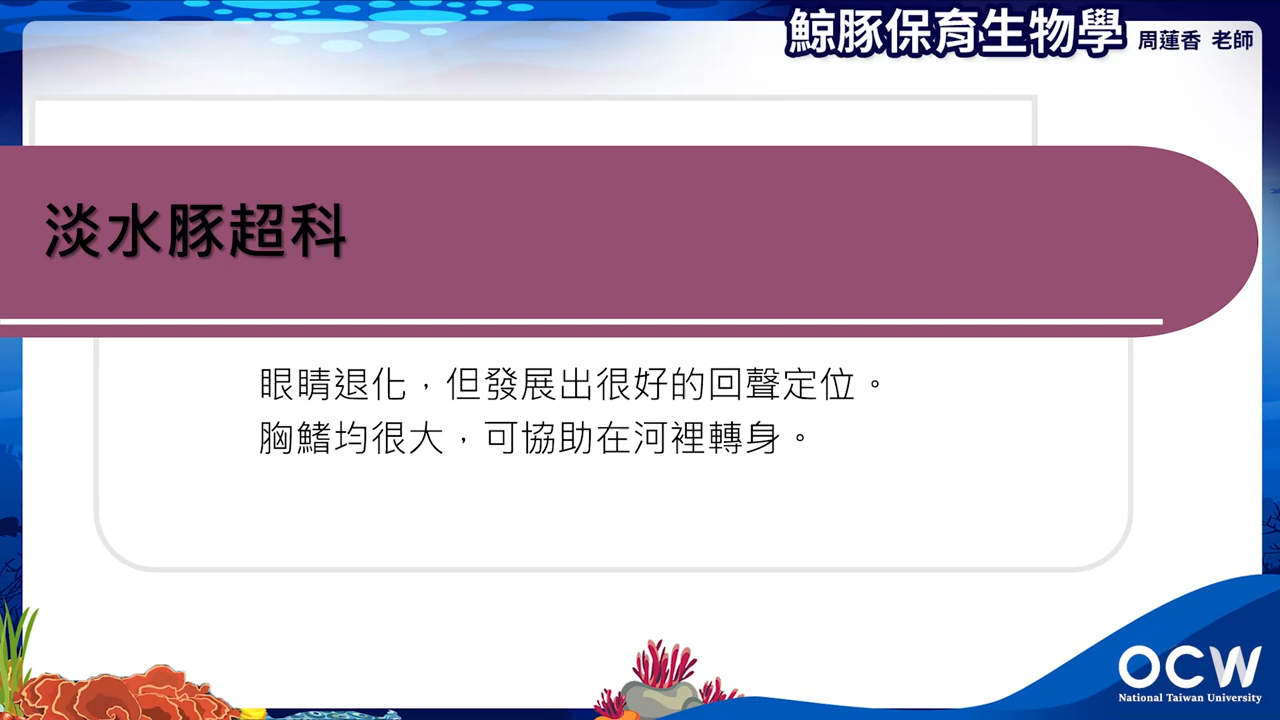 鯨豚保育生物學 周蓮香 老師
淡水豚超科
眼睛退化，但發展出很好的回聲定位。
胸鰭均很大，可協助在河裡轉身。
OCW
National Taiwan University